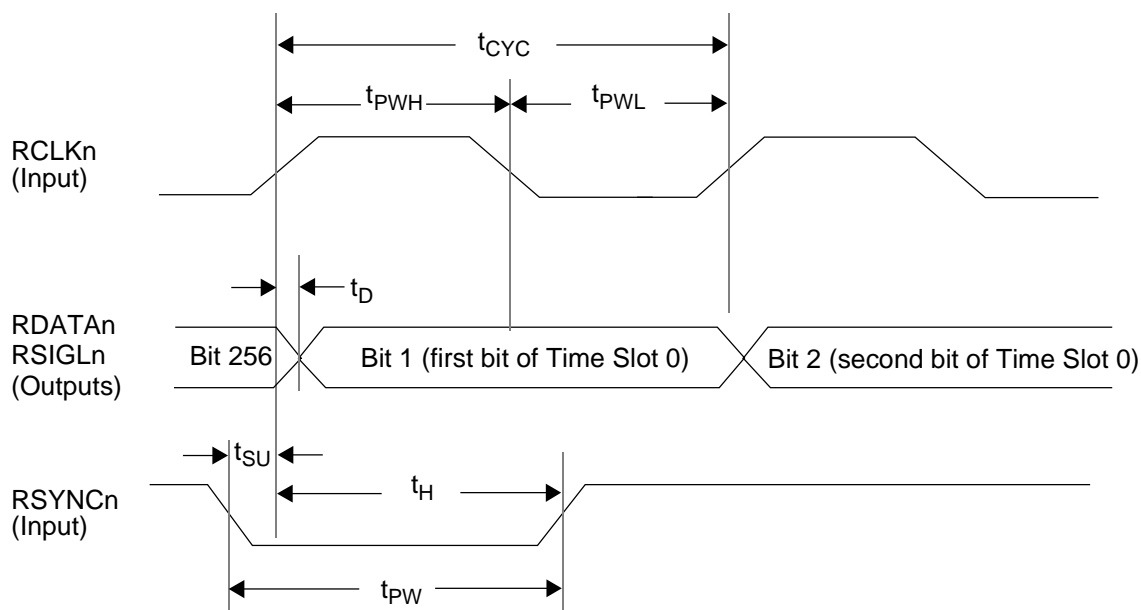 tCYC
tPWH
tPWL
RCLKn
(Input)
tD
RDATAn
RSIGLn
(Outputs)
Bit 256
Bit 1 (first bit of Time Slot 0)
Bit 2 (second bit of Time Slot 0)
tSU
tH
RSYNCn
(Input)
tPW